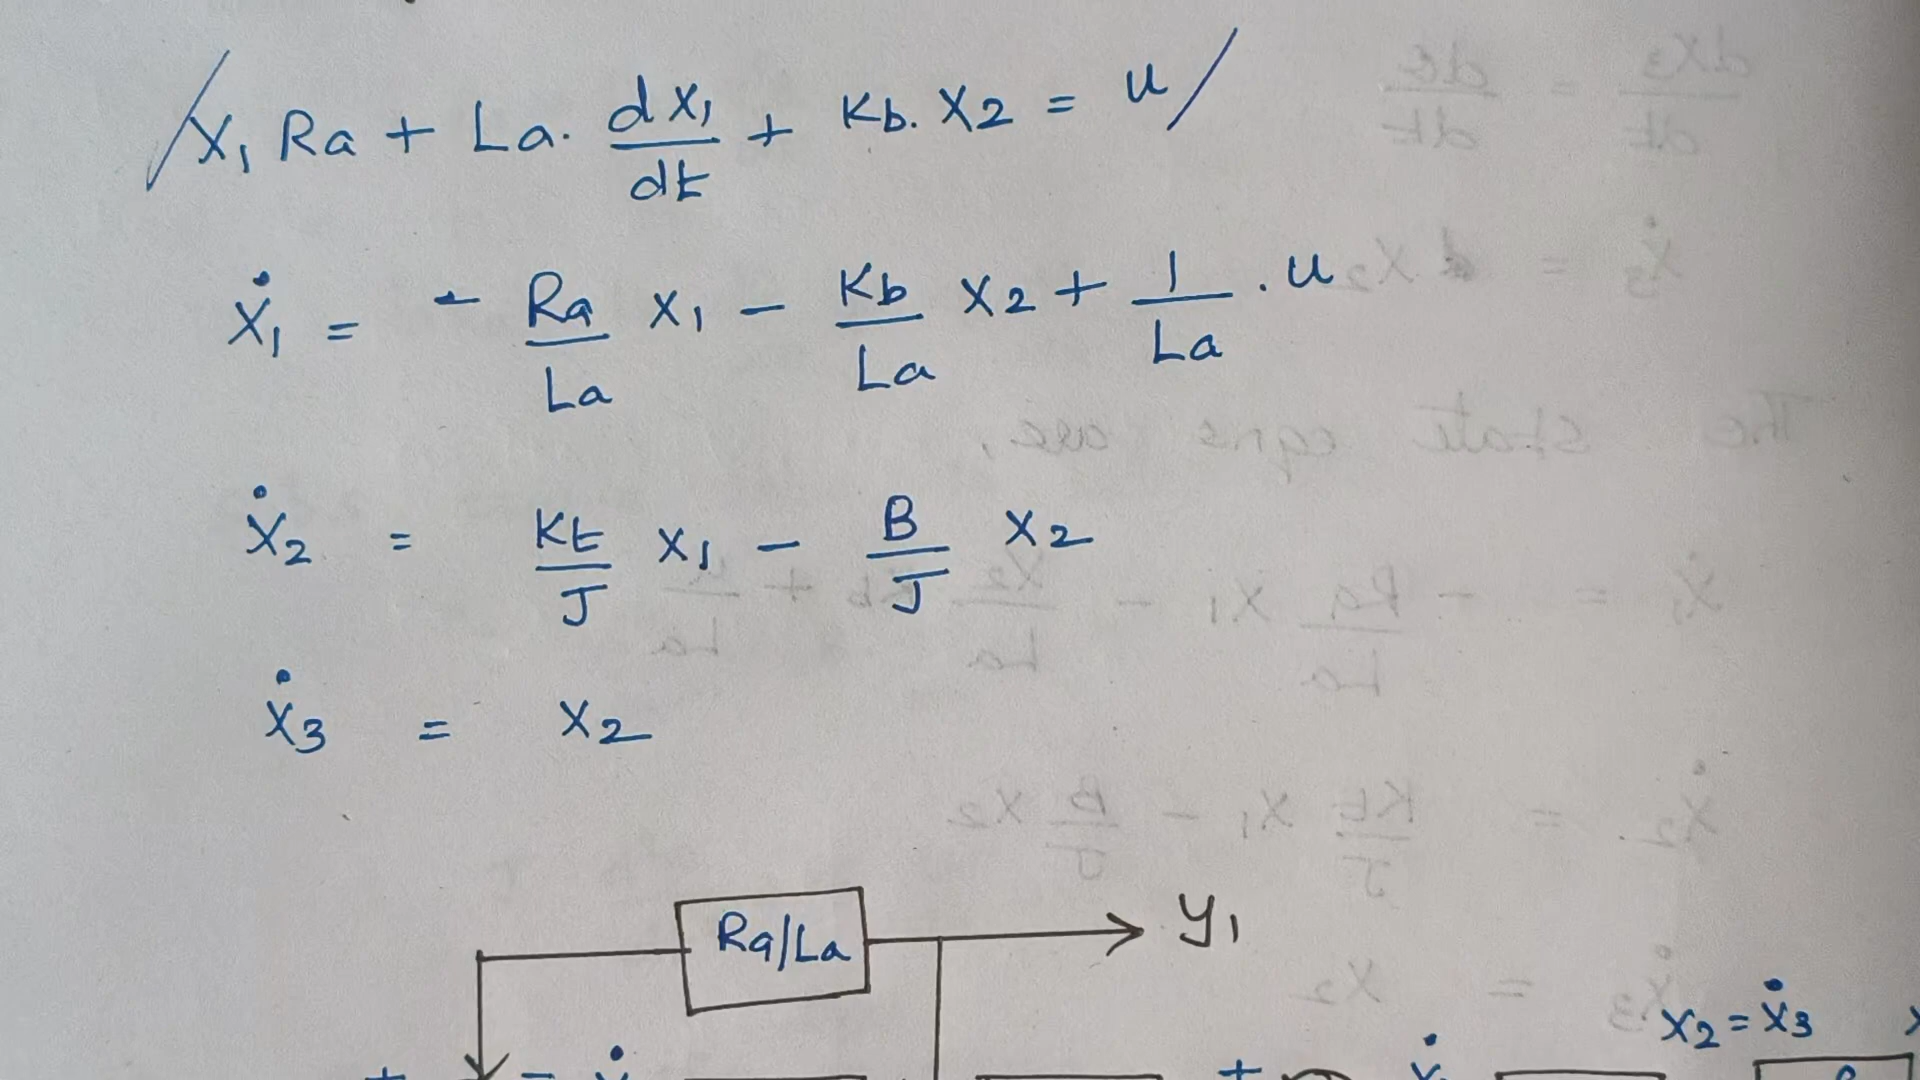 /X₁ Ra + La. dX₁/dt + Kb. X2 = u/
Ẋ₁ = - Ra/La X₁ - Kb/La X2 + 1/La . u
Ẋ2 = Kt/J X₁ - B/J X2
Ẋ3 = X2
Ra/La
y₁
X2 = Ẋ3